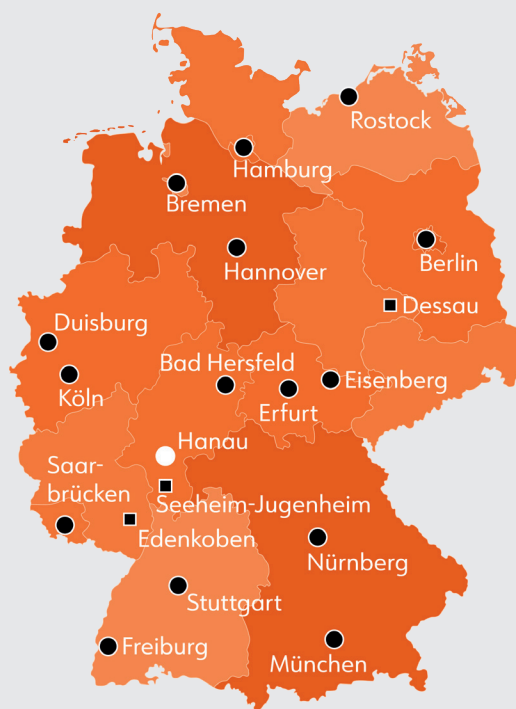 Rostock
Hamburg
Bremen
Hannover
Berlin
Dessau
Duisburg
Bad Hersfeld
Köln
Eisenberg
Erfurt
Hanau
Saar-
brücken
Seeheim-Jugenheim
Edenkoben
Nürnberg
Stuttgart
Freiburg
München